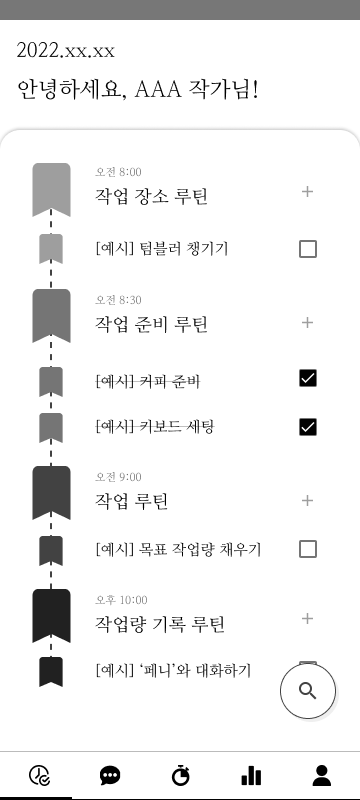 2022.xx.xx
안녕하세요, AAA 작가님!
오전 8:00
작업 장소 루틴
[예시] 텀블러 챙기기
오전 8:30
작업 준비 루틴
[예시] 커피 준비
[예시] 키보드 세팅
오전 9:00
작업 루틴
[예시] 목표 작업량 채우기
오후 10:00
작업량 기록 루틴
[예시] ‘페니’와 대화하기